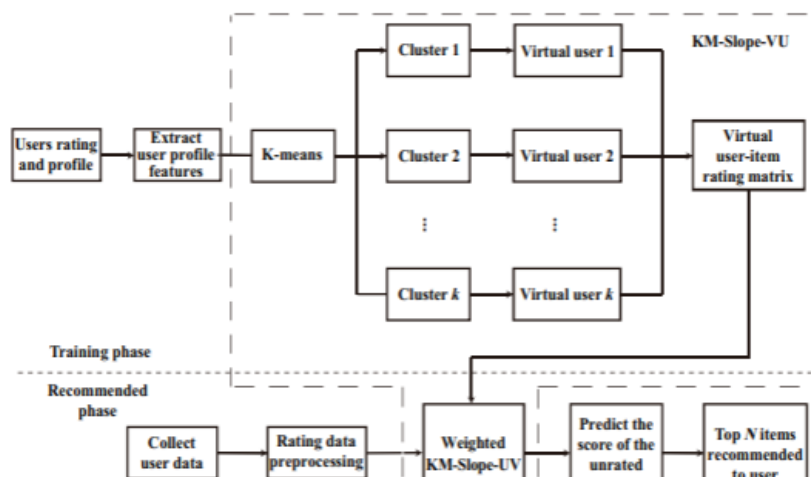 KM-Slope-VU
Cluster 1
Virtual user 1
Users rating
and profile
Extract
user profile
features
K-means
Cluster 2
Virtual user 2
Virtual
user-item
rating matrix
⋮
⋮
Cluster k
Virtual user k
Training phase
Recommended
phase
Collect
user data
Rating data
preprocessing
Weighted
KM-Slope-UV
Predict the
score of the
unrated
Top N items
recommended
to user